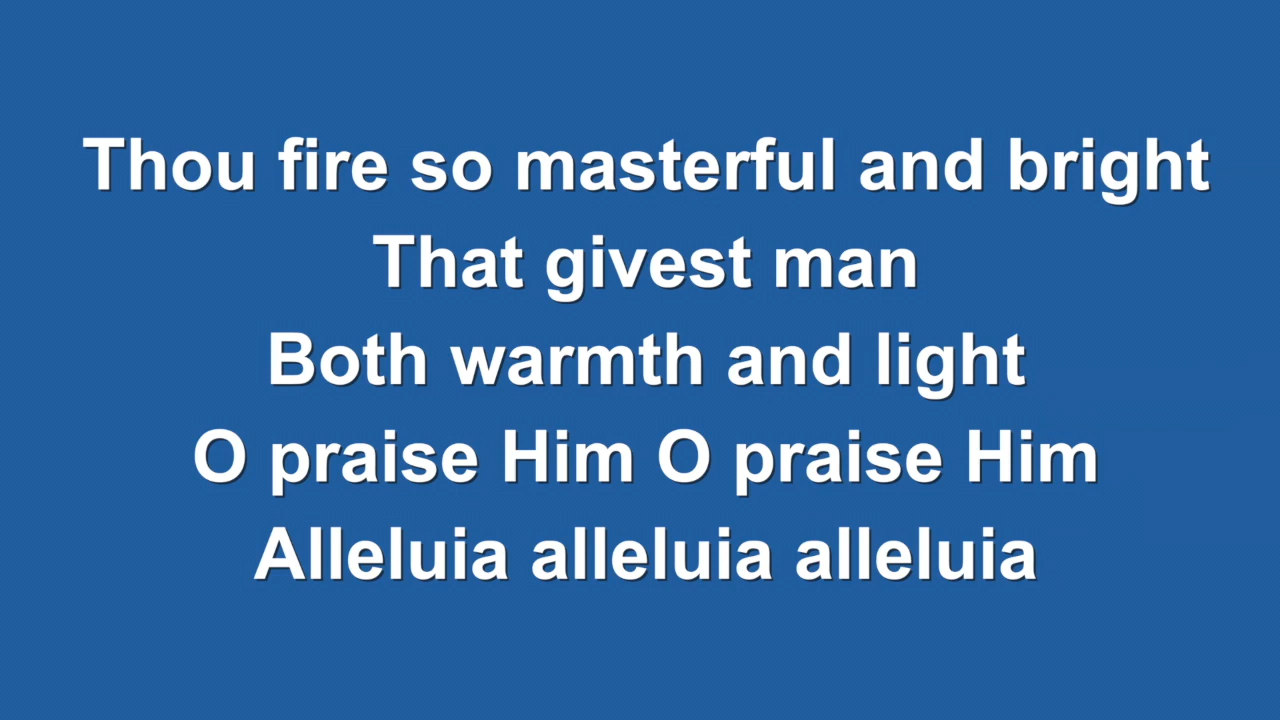 Thou fire so masterful and bright
That givest man
Both warmth and light
O praise Him O praise Him
Alleluia alleluia alleluia